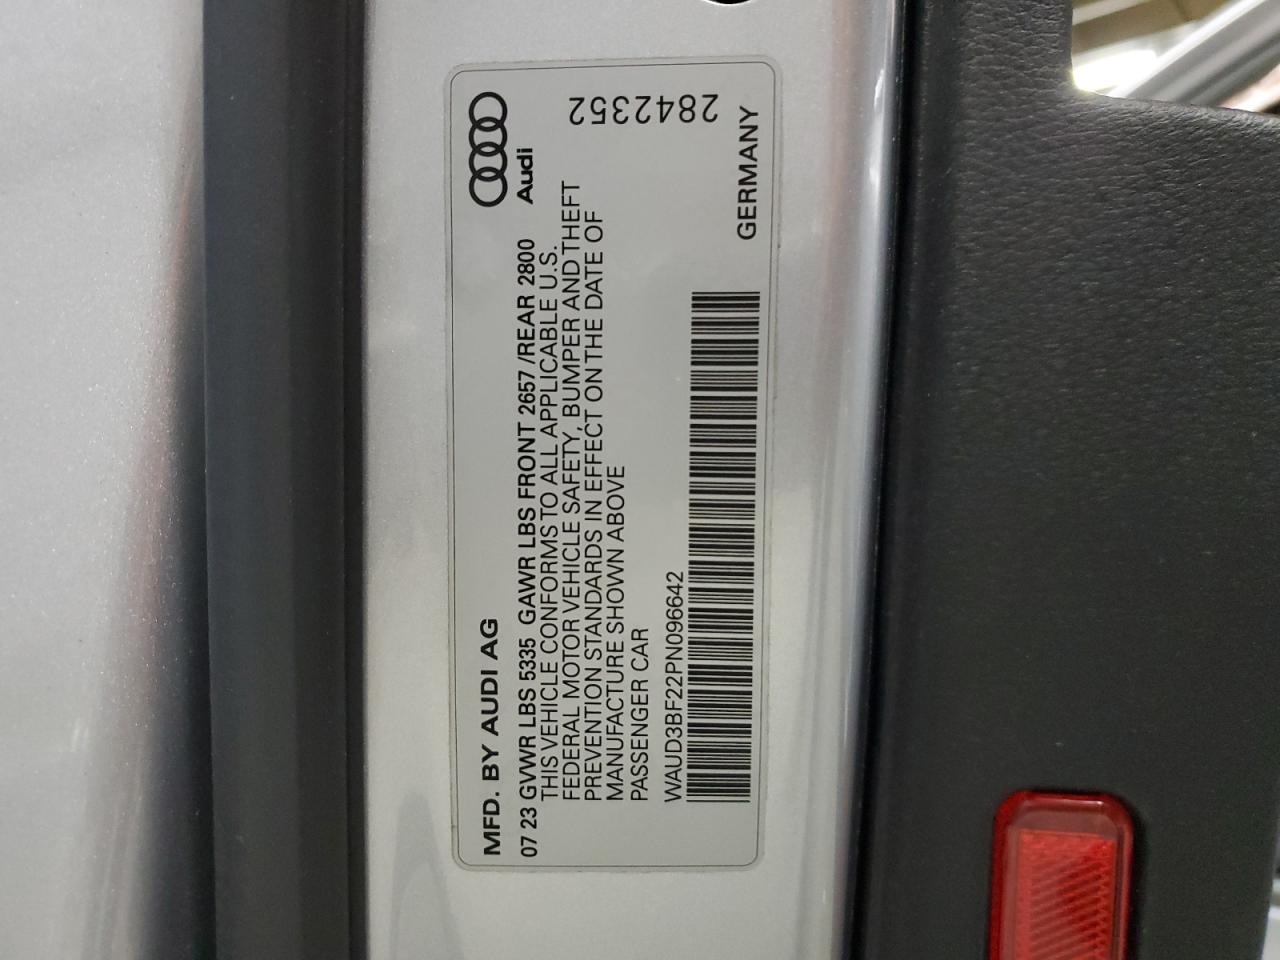 MFD. BY AUDI AG
Audi
07 23 GVWR LBS 5335 GAWR LBS FRONT 2657 /REAR 2800
THIS VEHICLE CONFORMS TO ALL APPLICABLE U.S.
FEDERAL MOTOR VEHICLE SAFETY, BUMPER AND THEFT
PREVENTION STANDARDS IN EFFECT ON THE DATE OF
MANUFACTURE SHOWN ABOVE
PASSENGER CAR
WAUD3BF22PN096642
GERMANY
2842352